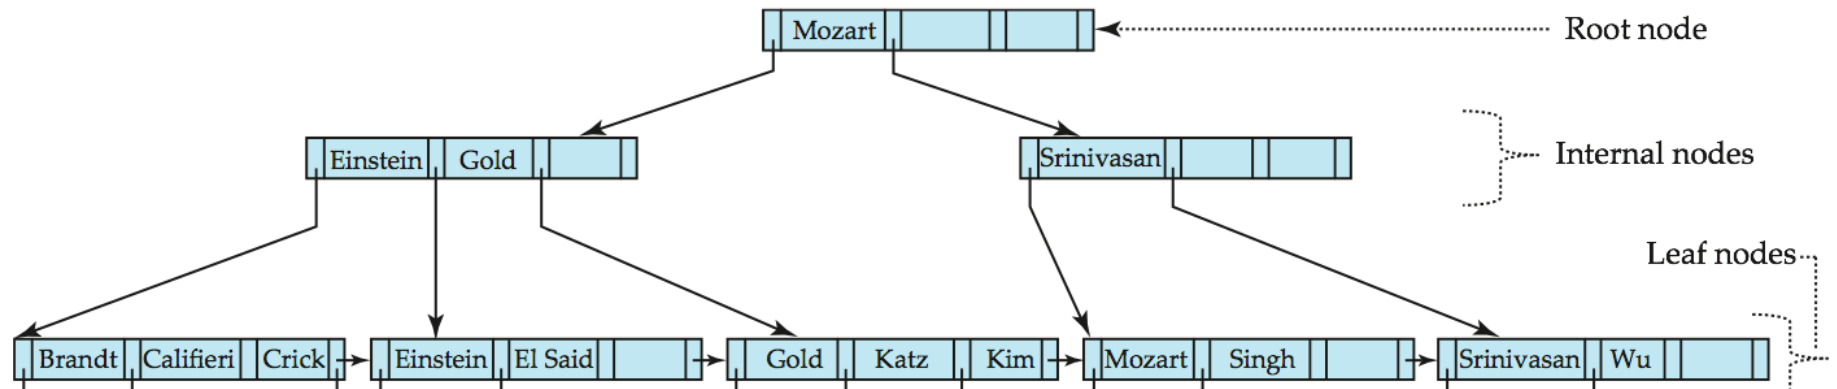 Mozart
Root node
Einstein Gold
Srinivasan
Internal nodes
Leaf nodes
Brandt Califieri Crick Einstein El Said Gold Katz Kim Mozart Singh Srinivasan Wu